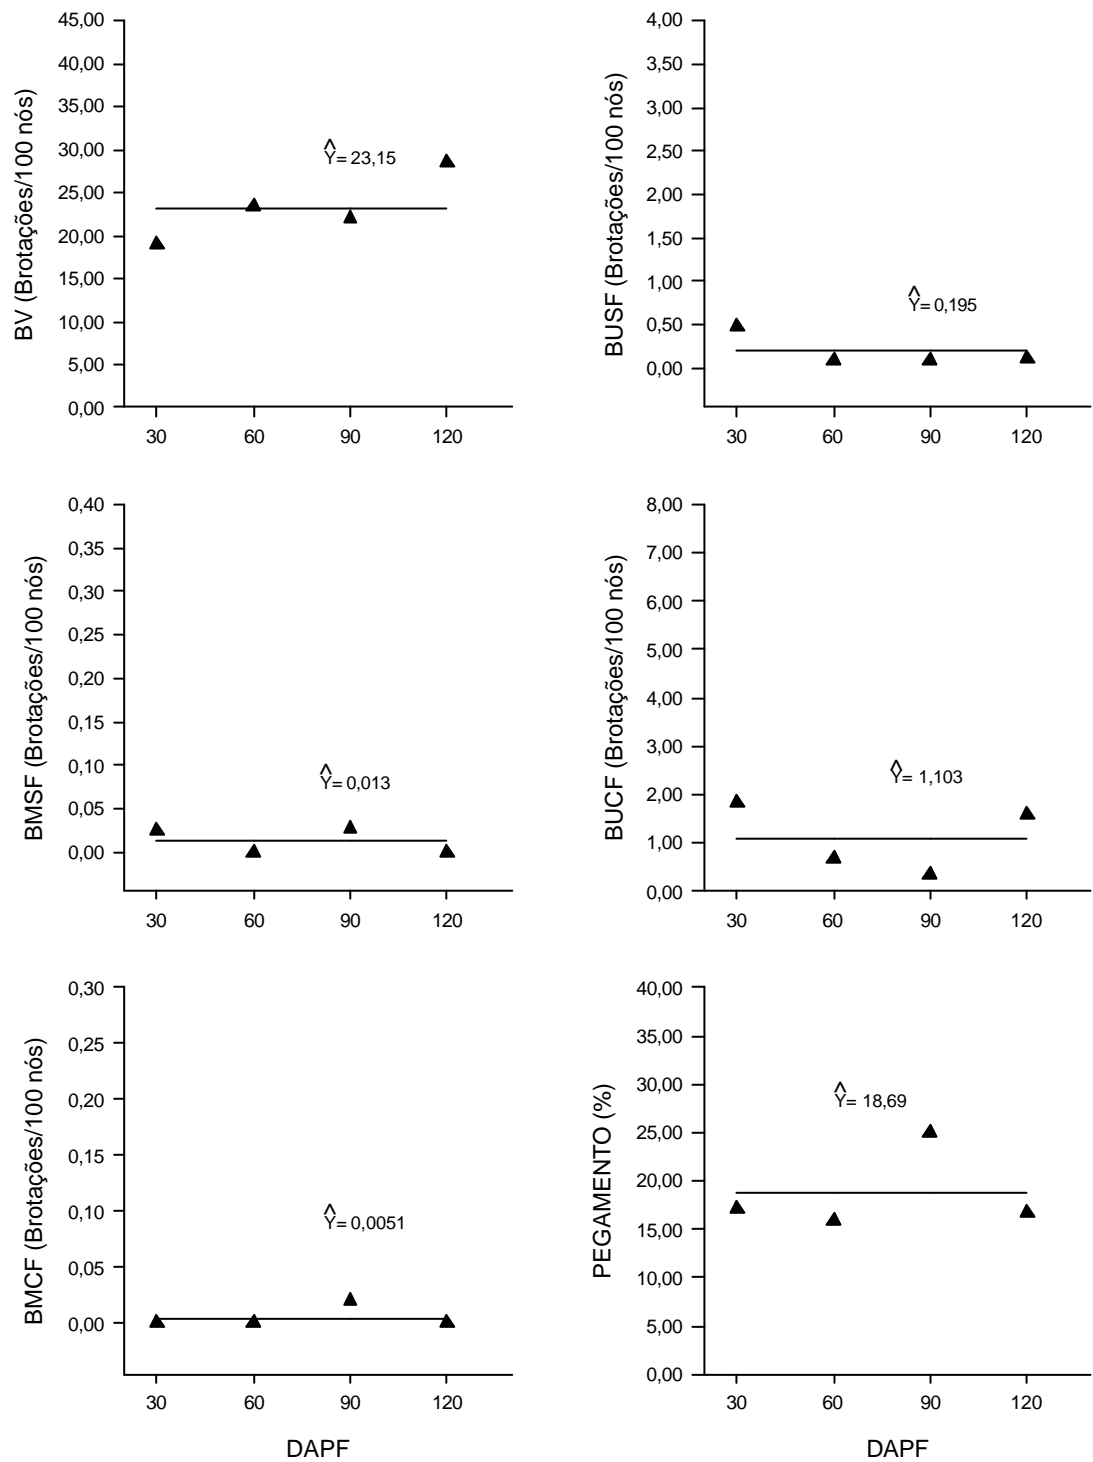 BV (Brotações/100 nós)
45,00
40,00
35,00
30,00
25,00
20,00
15,00
10,00
5,00
0,00
^
Y= 23,15
30 60 90 120
BUSF (Brotações/100 nós)
4,00
3,50
3,00
2,50
2,00
1,50
1,00
0,50
0,00
^
Y= 0,195
30 60 90 120
BMSF (Brotações/100 nós)
0,40
0,35
0,30
0,25
0,20
0,15
0,10
0,05
0,00
^
Y= 0,013
30 60 90 120
BUCF (Brotações/100 nós)
8,00
7,00
6,00
5,00
4,00
3,00
2,00
1,00
0,00
^
Y= 1,103
30 60 90 120
BMCF (Brotações/100 nós)
0,30
0,25
0,20
0,15
0,10
0,05
0,00
^
Y= 0,0051
30 60 90 120
DAPF
PEGAMENTO (%)
40,00
35,00
30,00
25,00
20,00
15,00
10,00
5,00
0,00
^
Y= 18,69
30 60 90 120
DAPF